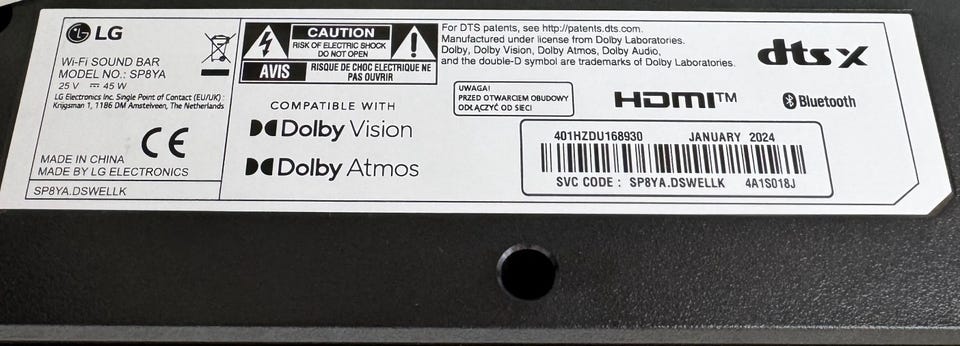 LG
Wi-Fi SOUND BAR
MODEL NO.: SP8YA
25 V ⎓ 45 W
LG Electronics Inc. Single Point of Contact (EU/UK) :
Krijgsman 1, 1186 DM Amstelveen, The Netherlands
CE
MADE IN CHINA
MADE BY LG ELECTRONICS
SP8YA.DSWELLK
CAUTION
RISK OF ELECTRIC SHOCK
DO NOT OPEN
AVIS
RISQUE DE CHOC ELECTRIQUE NE
PAS OUVRIR
COMPATIBLE WITH
Dolby Vision
Dolby Atmos
For DTS patents, see http://patents.dts.com.
Manufactured under license from Dolby Laboratories.
Dolby, Dolby Vision, Dolby Atmos, Dolby Audio,
and the double-D symbol are trademarks of Dolby Laboratories.
dts X
UWAGA!
PRZED OTWARCIEM OBUDOWY
ODŁĄCZYĆ OD SIECI
HDMI™
Bluetooth
401HZDU168930 JANUARY 2024
SVC CODE : SP8YA.DSWELLK 4A1S018J